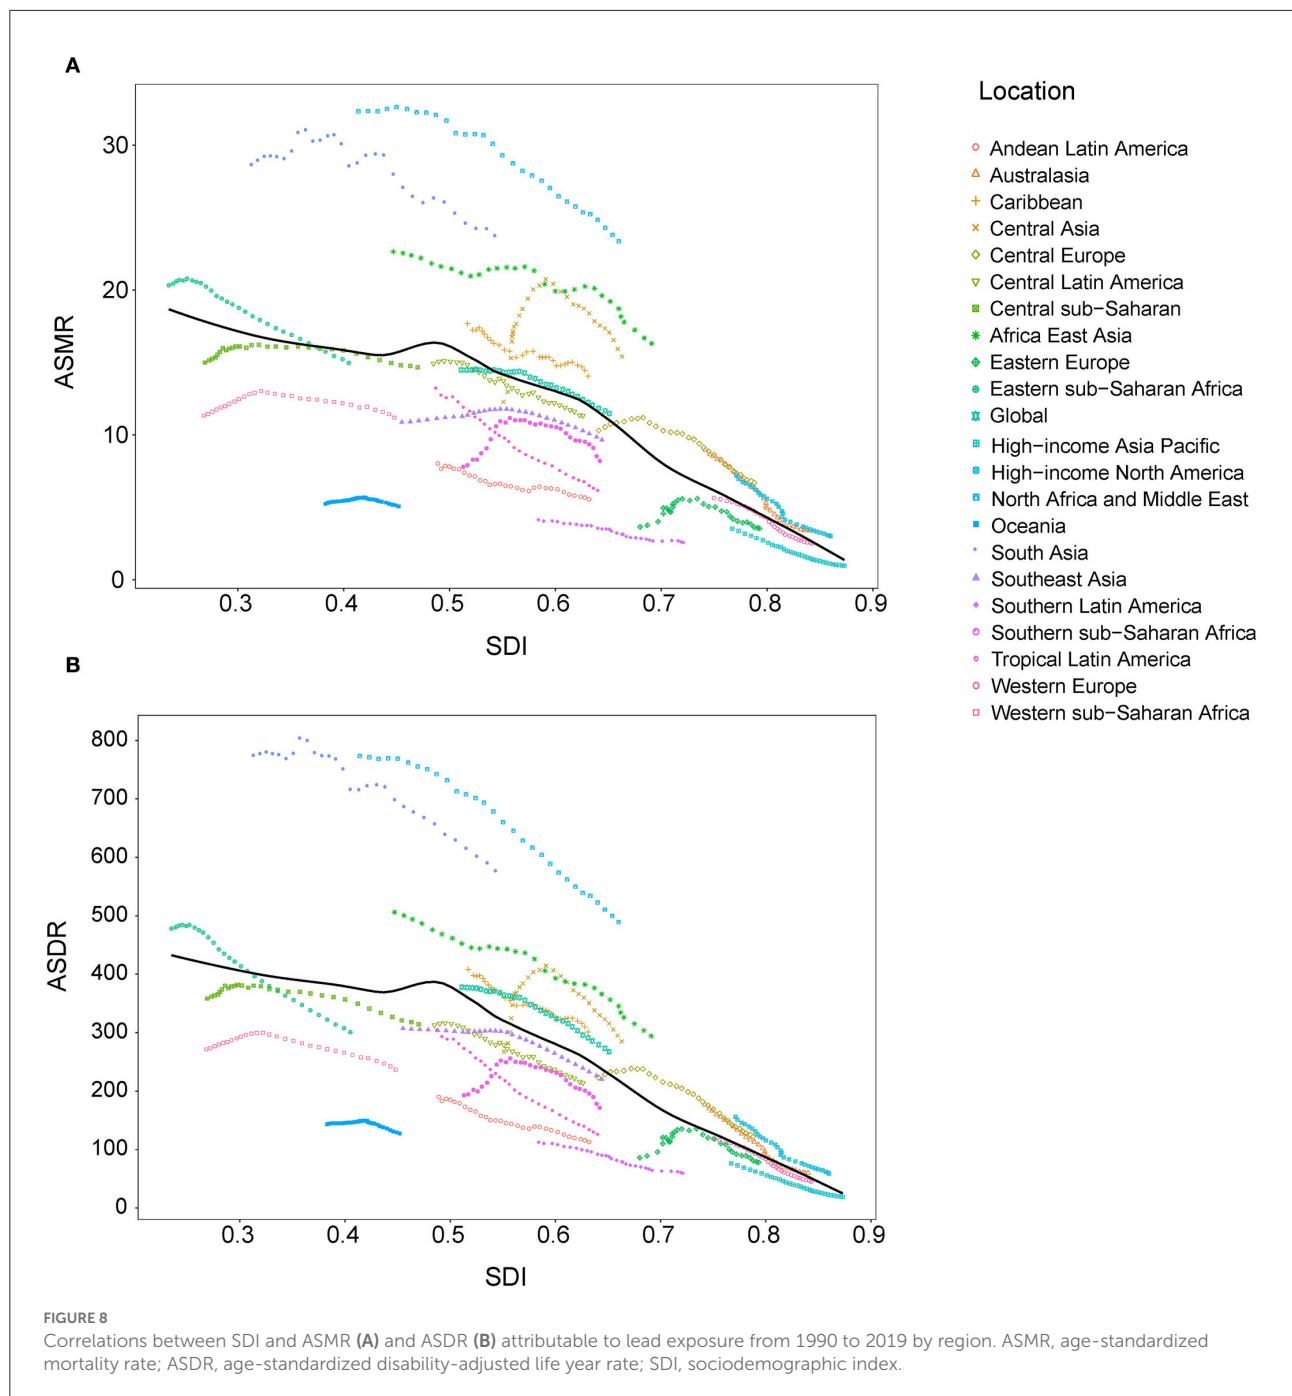 A
30
20
10
0
ASMR
0.3 0.4 0.5 0.6 0.7 0.8 0.9
SDI
Location
Andean Latin America
Australasia
Caribbean
Central Asia
Central Europe
Central Latin America
Central sub−Saharan
Africa East Asia
Eastern Europe
Eastern sub−Saharan Africa
Global
High−income Asia Pacific
High−income North America
North Africa and Middle East
Oceania
South Asia
Southeast Asia
Southern Latin America
Southern sub−Saharan Africa
Tropical Latin America
Western Europe
Western sub−Saharan Africa
B
800
700
600
500
400
300
200
100
0
ASDR
0.3 0.4 0.5 0.6 0.7 0.8 0.9
SDI
FIGURE 8
Correlations between SDI and ASMR (A) and ASDR (B) attributable to lead exposure from 1990 to 2019 by region. ASMR, age-standardized
mortality rate; ASDR, age-standardized disability-adjusted life year rate; SDI, sociodemographic index.